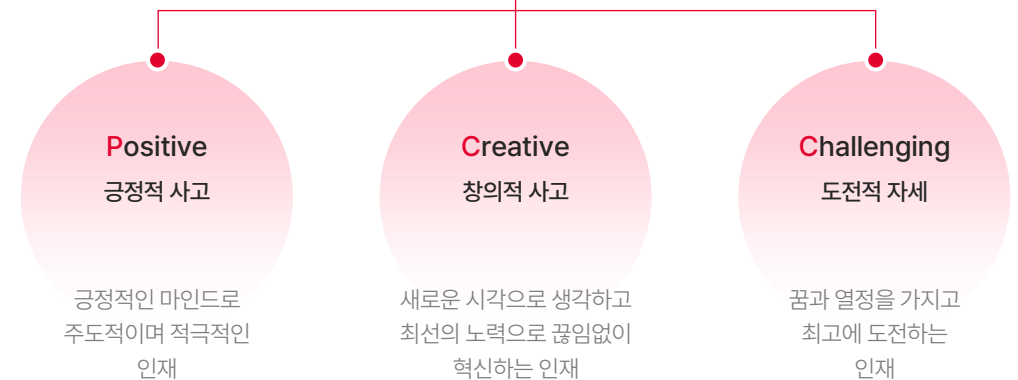 Positive
긍정적 사고
긍정적인 마인드로
주도적이며 적극적인
인재
Creative
창의적 사고
새로운 시각으로 생각하고
최선의 노력으로 끊임없이
혁신하는 인재
Challenging
도전적 자세
꿈과 열정을 가지고
최고에 도전하는
인재